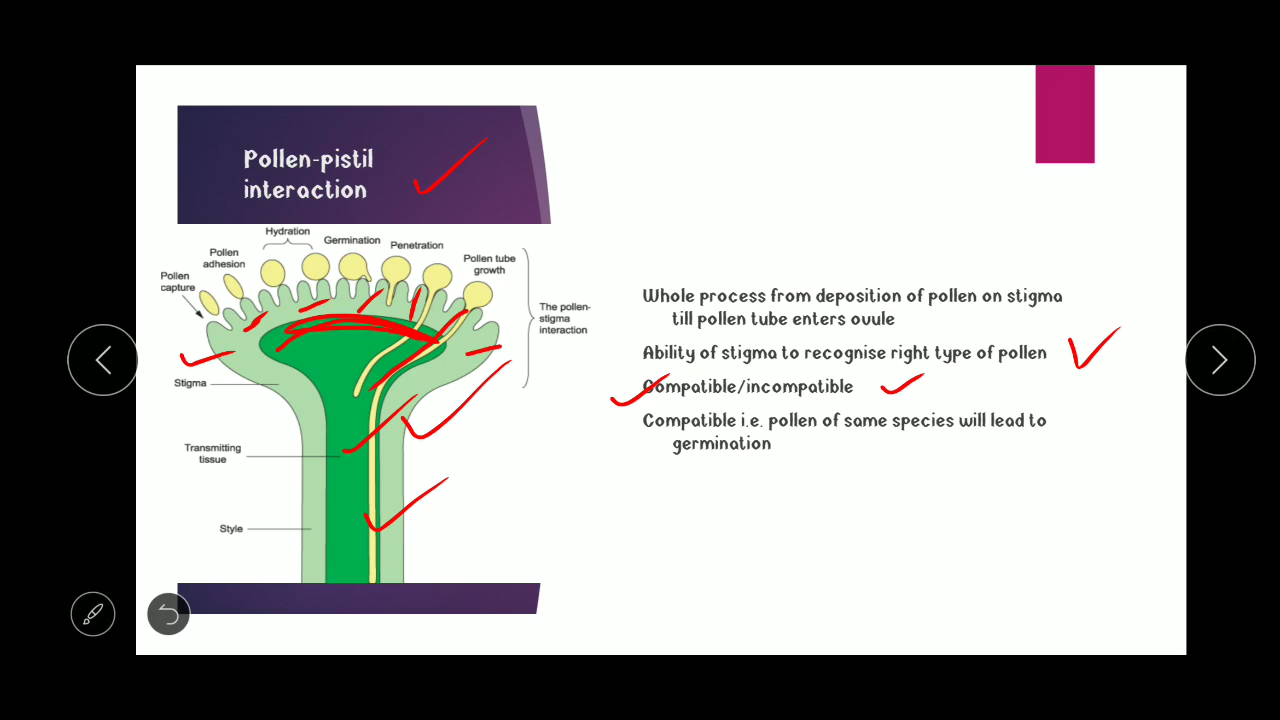 Pollen-pistil
interaction
Hydration
Germination
Penetration
Pollen
adhesion
Pollen tube
growth
Pollen
capture
The pollen-
stigma
interaction
Stigma
Transmitting
tissue
Style
Whole process from deposition of pollen on stigma
till pollen tube enters ovule
Ability of stigma to recognise right type of pollen
Compatible/incompatible
Compatible i.e. pollen of same species will lead to
germination